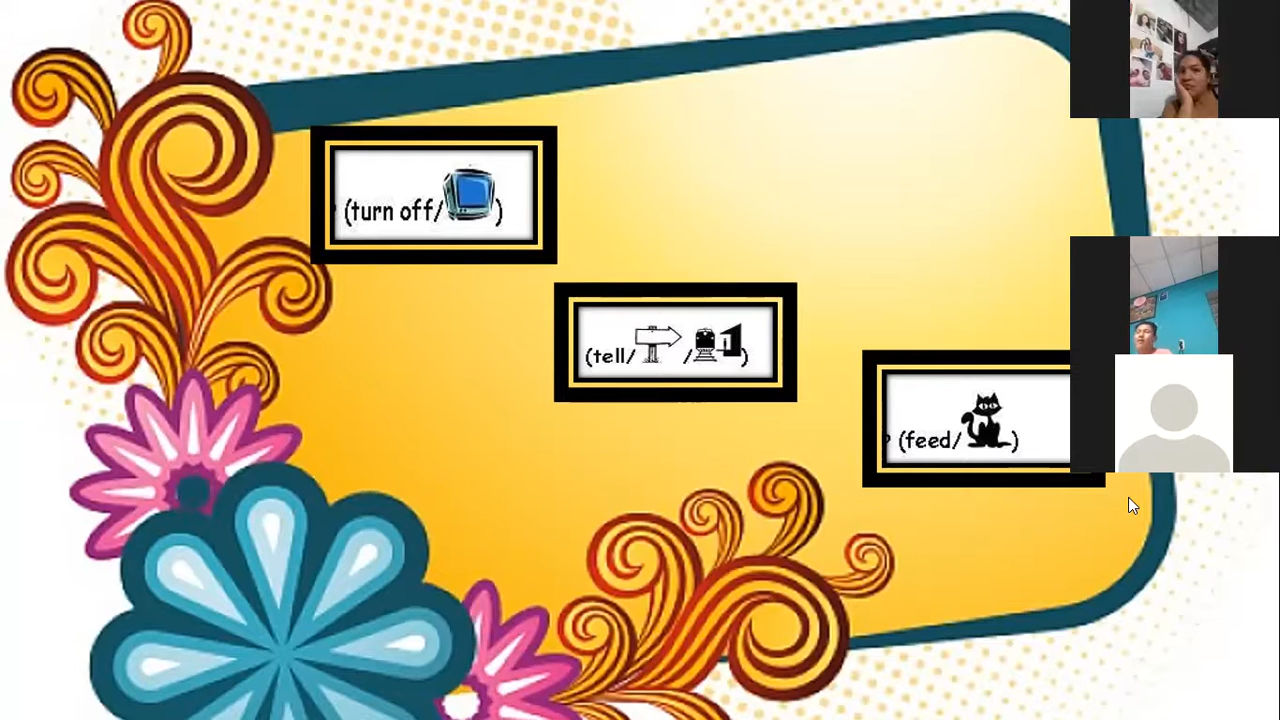 (turn off/ )
(tell/ / )
(feed/ )